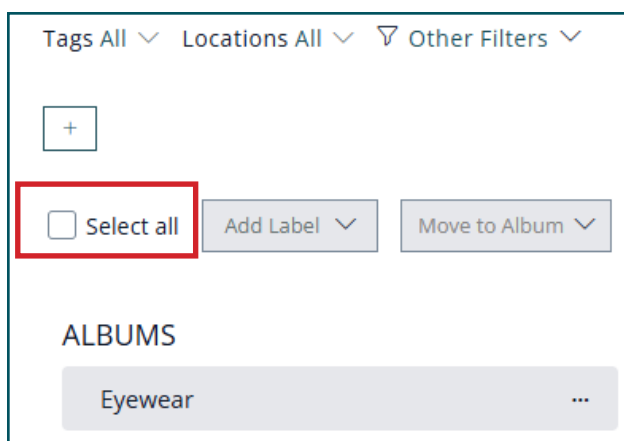 Tags All Locations All Other Filters
+
Select all Add Label Move to Album
ALBUMS
Eyewear ...